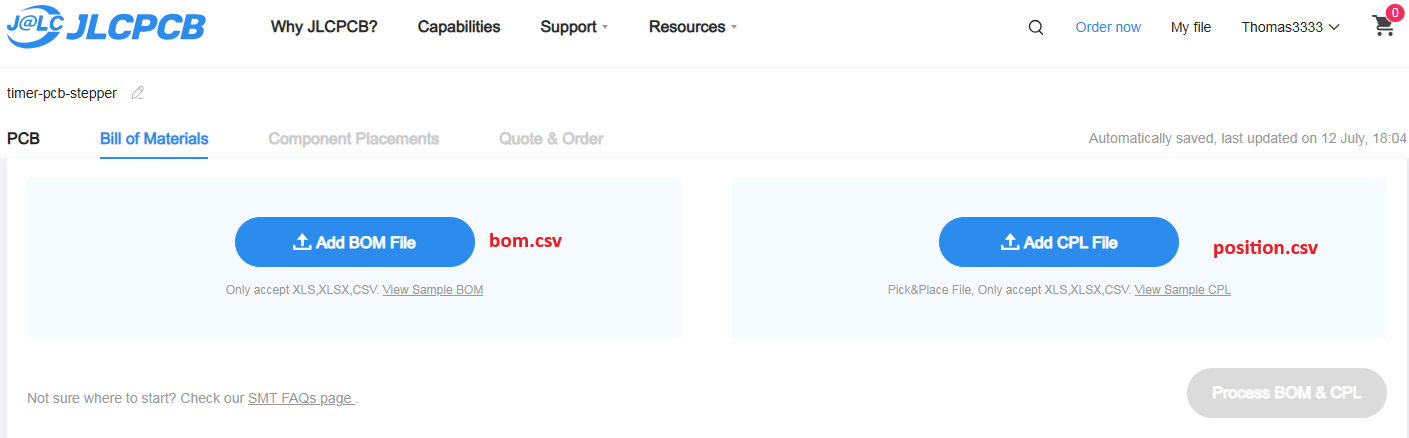 J@LC JLCPCB Why JLCPCB? Capabilities Support Resources Order now My file Thomas3333 0
timer-pcb-stepper
PCB Bill of Materials Component Placements Quote & Order Automatically saved, last updated on 12 July, 18:04
Add BOM File bom.csv Add CPL File position.csv
Only accept XLS,XLSX,CSV. View Sample BOM Pick&Place File, Only accept XLS,XLSX,CSV. View Sample CPL
Not sure where to start? Check our SMT FAQs page . Process BOM & CPL